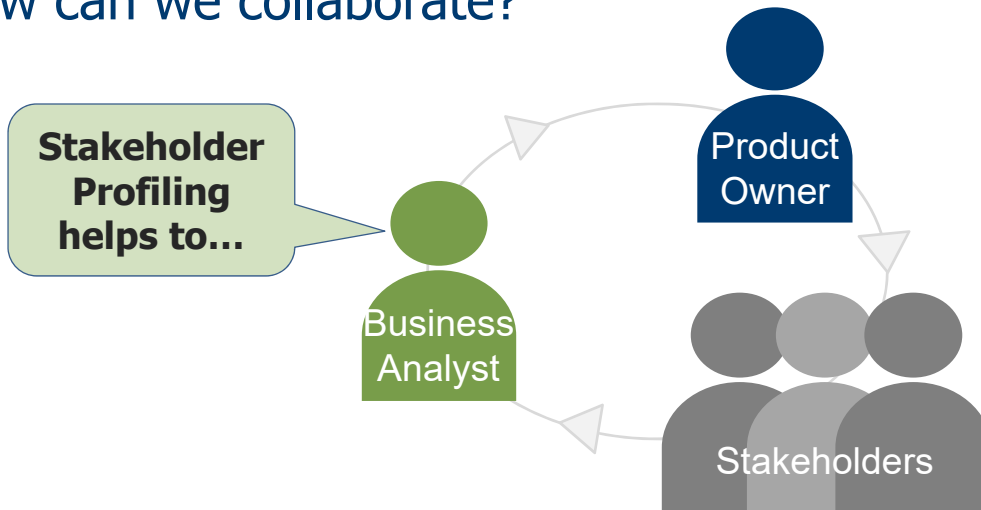 w can we collaborate?
Stakeholder
Profiling
helps to...
Product
Owner
Business
Analyst
Stakeholders